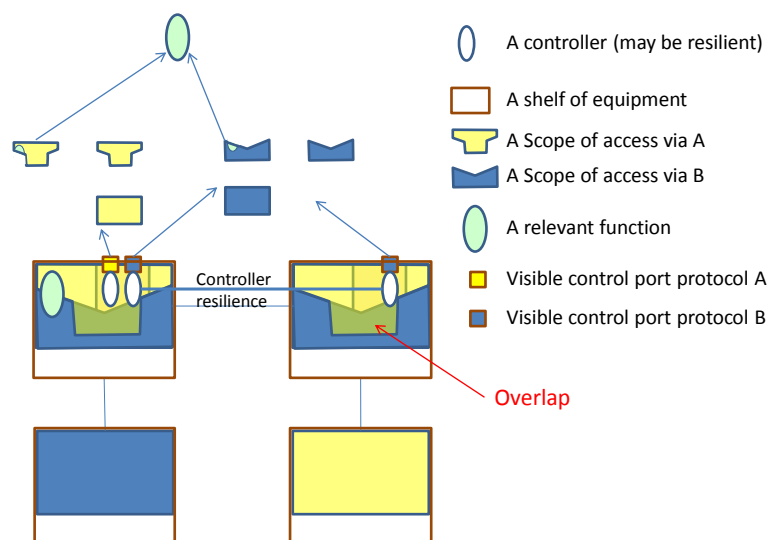 A controller (may be resilient)
A shelf of equipment
A Scope of access via A
A Scope of access via B
A relevant function
Visible control port protocol A
Visible control port protocol B
Controller
resilience
Overlap